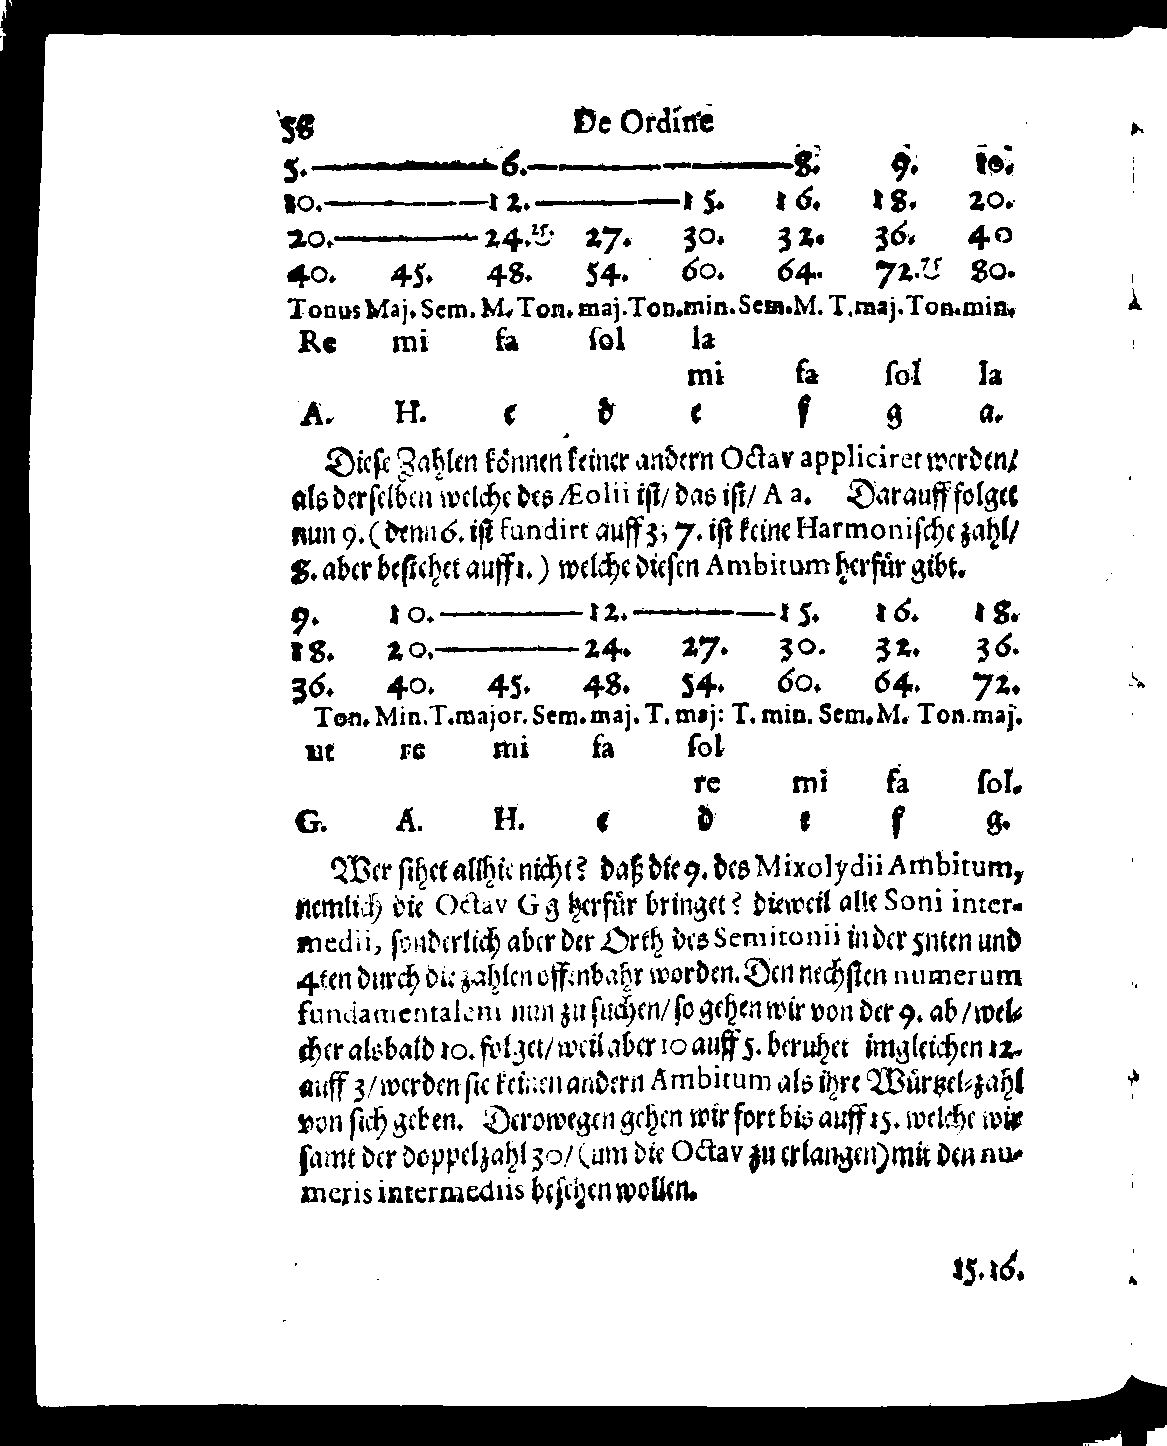 58 De Ordine
5. 6. 8. 9. 10.
10. 12. 15. 16. 18. 20.
20. 24. 25. 27. 30. 32. 36. 40
40. 45. 48. 54. 60. 64. 72. 75 80.
Tonus Maj. Sem. M. Ton. maj. Ton. min. Sem. M. T. maj. Ton. min.
Re mi fa ſol la
mi fa ſol la
A. H. c d e f g a.
Dieſe Zahlen können keiner andern Octav appliciret werden/
als derſelben welche des Æolii iſt/ das iſt/ A a. Darauff folget
nun 9. (denn 6. iſt fundirt auff 3, 7. iſt keine Harmoniſche zahl/
8. aber beſtehet auff 1.) welche dieſen Ambitum herfür gibt.
9. 10. 12. 15. 16. 18.
18. 20. 24. 27. 30. 32. 36.
36. 40. 45. 48. 54. 60. 64. 72.
Ton. Min. T. major. Sem. maj. T. maj: T. min. Sem. M. Ton. maj.
ut re mi fa ſol
re mi fa ſol.
G. A. H. c d e f g.
Wer ſihet allhie nicht? daß die 9. des Mixolydii Ambitum,
nemlich die Octav G g herfür bringet? dieweil alle Soni inter-
medii, ſonderlich aber der Orth des Semitonii in der 5nten und
4ten durch die zahlen offenbahr worden. Den nechſten numerum
fundamentalem nun zu ſuchen/ ſo gehen wir von der 9. ab/ wel-
cher alsbald 10. folget/ weil aber 10 auff 5. beruhet imgleichen 12.
auff 3/ werden ſie keinen andern Ambitum als ihre Würtzel-zahl
von ſich geben. Derowegen gehen wir fort bis auff 15. welche wir
ſamt der doppelzahl 30/ (um die Octav zu erlangen) mit den nu-
meris intermediis beſehen wollen.
15. 16.